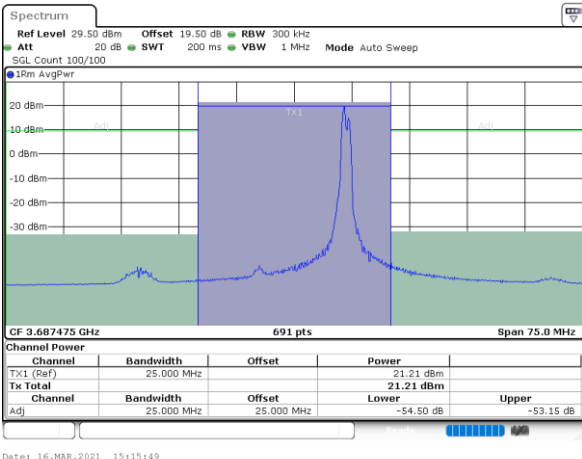 Spectrum
Ref Level 29.50 dBm Offset 19.50 dB RBW 300 kHz
Att 20 dB SWT 200 ms VBW 1 MHz Mode Auto Sweep
SGL Count 100/100
1Rm AvgPwr
20 dBm
TX1
10 dBm Adj Adj
0 dBm
-10 dBm
-20 dBm
-30 dBm
CF 3.687475 GHz 691 pts Span 75.0 MHz
Channel Power
Channel Bandwidth Offset Power
TX1 (Ref) 25.000 MHz 21.21 dBm
Tx Total 21.21 dBm
Channel Bandwidth Offset Lower Upper
Adj 25.000 MHz 25.000 MHz -54.50 dB -53.15 dB
Ready
Date: 16.MAR.2021 15:15:49